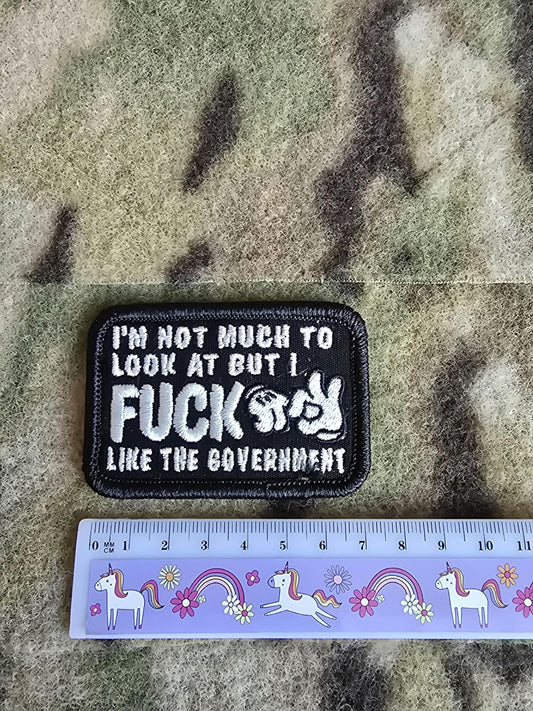 I'M NOT MUCH TO
LOOK AT BUT I
FUCK
LIKE THE GOVERNMENT
0 MM 1 2 3 4 5 6 7 8 9 10 11
CM